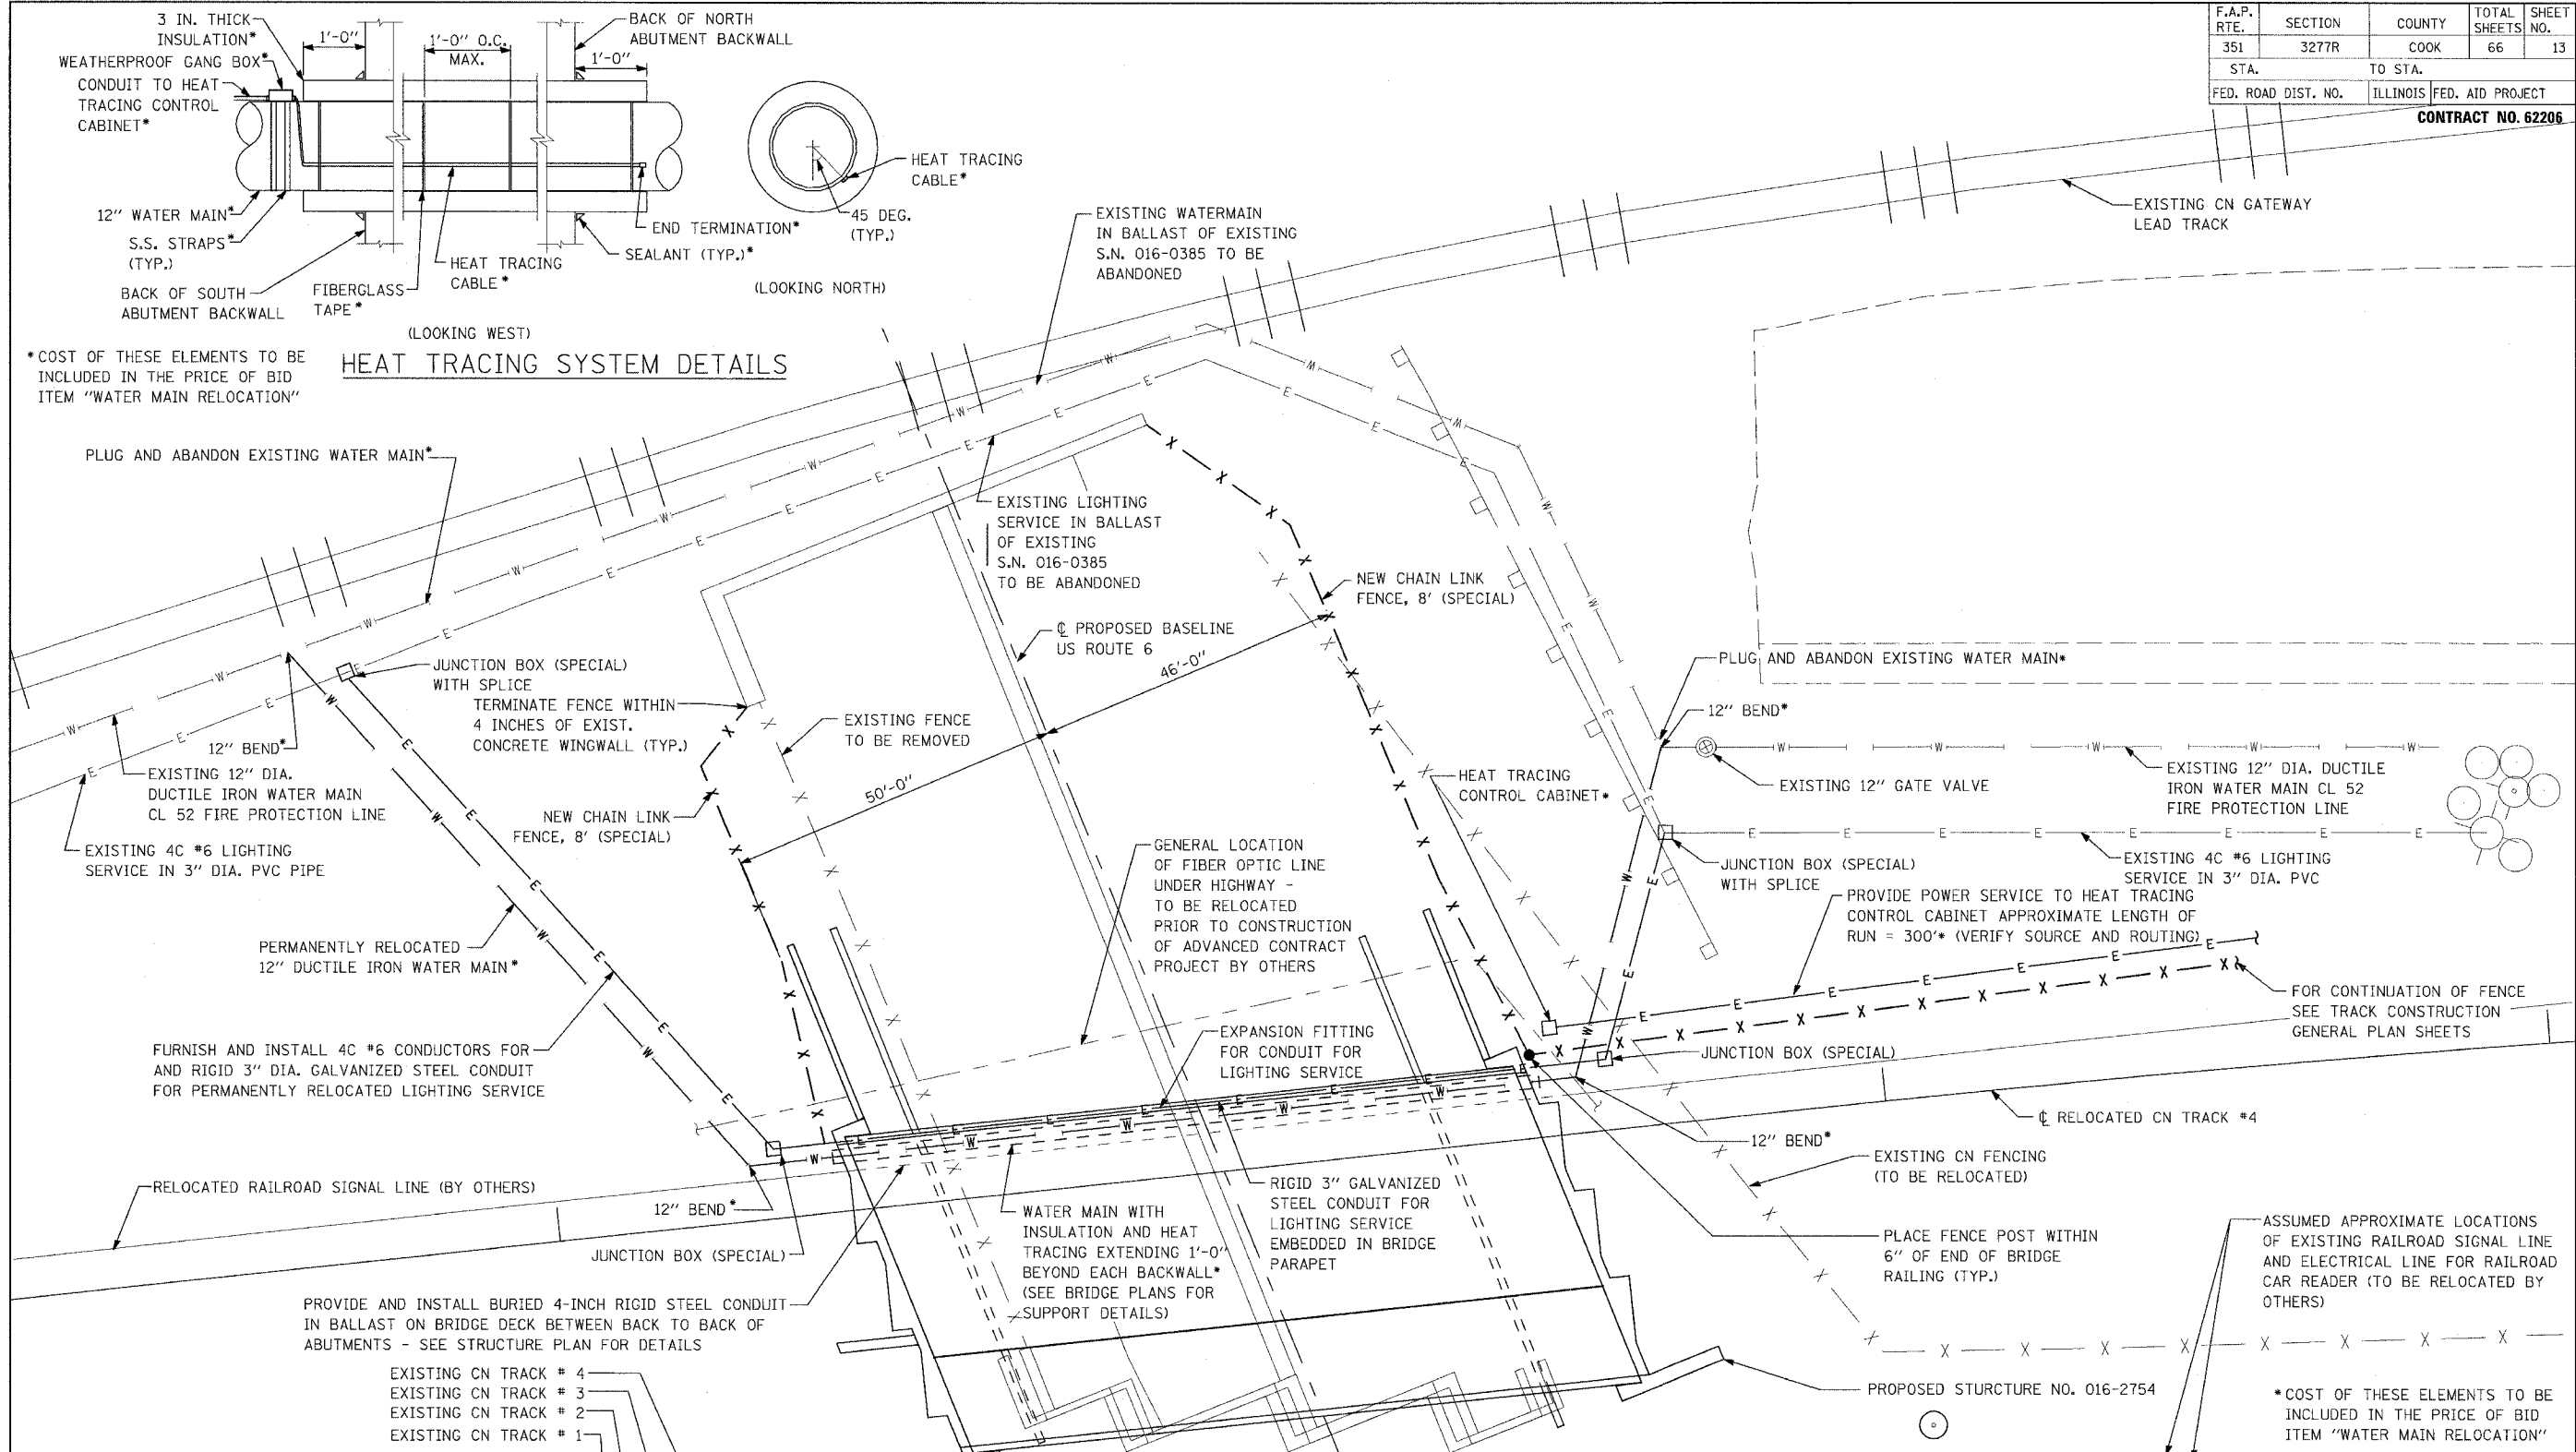 F.A.P. RTE.
SECTION
COUNTY
TOTAL SHEETS
SHEET NO.
351
3277R
COOK
66
13
STA.
TO STA.
FED. ROAD DIST. NO.
ILLINOIS
FED. AID PROJECT
CONTRACT NO. 62206
3 IN. THICK
INSULATION*
WEATHERPROOF GANG BOX*
CONDUIT TO HEAT
TRACING CONTROL
CABINET*
1'-0"
1'-0" O.C.
MAX.
BACK OF NORTH
ABUTMENT BACKWALL
1'-0"
12" WATER MAIN*
S.S. STRAPS*
(TYP.)
BACK OF SOUTH
ABUTMENT BACKWALL
FIBERGLASS
TAPE*
HEAT TRACING
CABLE*
END TERMINATION*
SEALANT (TYP.)*
HEAT TRACING
CABLE*
45 DEG.
(TYP.)
(LOOKING NORTH)
(LOOKING WEST)
HEAT TRACING SYSTEM DETAILS
*COST OF THESE ELEMENTS TO BE
INCLUDED IN THE PRICE OF BID
ITEM "WATER MAIN RELOCATION"
EXISTING WATERMAIN
IN BALLAST OF EXISTING
S.N. 016-0385 TO BE
ABANDONED
EXISTING CN GATEWAY
LEAD TRACK
PLUG AND ABANDON EXISTING WATER MAIN*
EXISTING LIGHTING
SERVICE IN BALLAST
OF EXISTING
S.N. 016-0385
TO BE ABANDONED
NEW CHAIN LINK
FENCE, 8' (SPECIAL)
℄ PROPOSED BASELINE
US ROUTE 6
46'-0"
50'-0"
JUNCTION BOX (SPECIAL)
WITH SPLICE
TERMINATE FENCE WITHIN
4 INCHES OF EXIST.
CONCRETE WINGWALL (TYP.)
EXISTING FENCE
TO BE REMOVED
12" BEND*
EXISTING 12" DIA.
DUCTILE IRON WATER MAIN
CL 52 FIRE PROTECTION LINE
NEW CHAIN LINK
FENCE, 8' (SPECIAL)
EXISTING 4C #6 LIGHTING
SERVICE IN 3" DIA. PVC PIPE
PLUG AND ABANDON EXISTING WATER MAIN*
12" BEND*
HEAT TRACING
CONTROL CABINET*
EXISTING 12" GATE VALVE
EXISTING 12" DIA. DUCTILE
IRON WATER MAIN CL 52
FIRE PROTECTION LINE
GENERAL LOCATION
OF FIBER OPTIC LINE
UNDER HIGHWAY -
TO BE RELOCATED
PRIOR TO CONSTRUCTION
OF ADVANCED CONTRACT
PROJECT BY OTHERS
JUNCTION BOX (SPECIAL)
WITH SPLICE
EXISTING 4C #6 LIGHTING
SERVICE IN 3" DIA. PVC
PROVIDE POWER SERVICE TO HEAT TRACING
CONTROL CABINET APPROXIMATE LENGTH OF
RUN = 300'* (VERIFY SOURCE AND ROUTING)
PERMANENTLY RELOCATED
12" DUCTILE IRON WATER MAIN*
FOR CONTINUATION OF FENCE
SEE TRACK CONSTRUCTION
GENERAL PLAN SHEETS
FURNISH AND INSTALL 4C #6 CONDUCTORS FOR
AND RIGID 3" DIA. GALVANIZED STEEL CONDUIT
FOR PERMANENTLY RELOCATED LIGHTING SERVICE
EXPANSION FITTING
FOR CONDUIT FOR
LIGHTING SERVICE
JUNCTION BOX (SPECIAL)
℄ RELOCATED CN TRACK #4
12" BEND*
EXISTING CN FENCING
(TO BE RELOCATED)
RELOCATED RAILROAD SIGNAL LINE (BY OTHERS)
12" BEND*
JUNCTION BOX (SPECIAL)
WATER MAIN WITH
INSULATION AND HEAT
TRACING EXTENDING 1'-0"
BEYOND EACH BACKWALL*
(SEE BRIDGE PLANS FOR
SUPPORT DETAILS)
RIGID 3" GALVANIZED
STEEL CONDUIT FOR
LIGHTING SERVICE
EMBEDDED IN BRIDGE
PARAPET
PLACE FENCE POST WITHIN
6" OF END OF BRIDGE
RAILING (TYP.)
ASSUMED APPROXIMATE LOCATIONS
OF EXISTING RAILROAD SIGNAL LINE
AND ELECTRICAL LINE FOR RAILROAD
CAR READER (TO BE RELOCATED BY
OTHERS)
PROVIDE AND INSTALL BURIED 4-INCH RIGID STEEL CONDUIT
IN BALLAST ON BRIDGE DECK BETWEEN BACK TO BACK OF
ABUTMENTS - SEE STRUCTURE PLAN FOR DETAILS
EXISTING CN TRACK # 4
EXISTING CN TRACK # 3
EXISTING CN TRACK # 2
EXISTING CN TRACK # 1
PROPOSED STURCTURE NO. 016-2754
*COST OF THESE ELEMENTS TO BE
INCLUDED IN THE PRICE OF BID
ITEM "WATER MAIN RELOCATION"